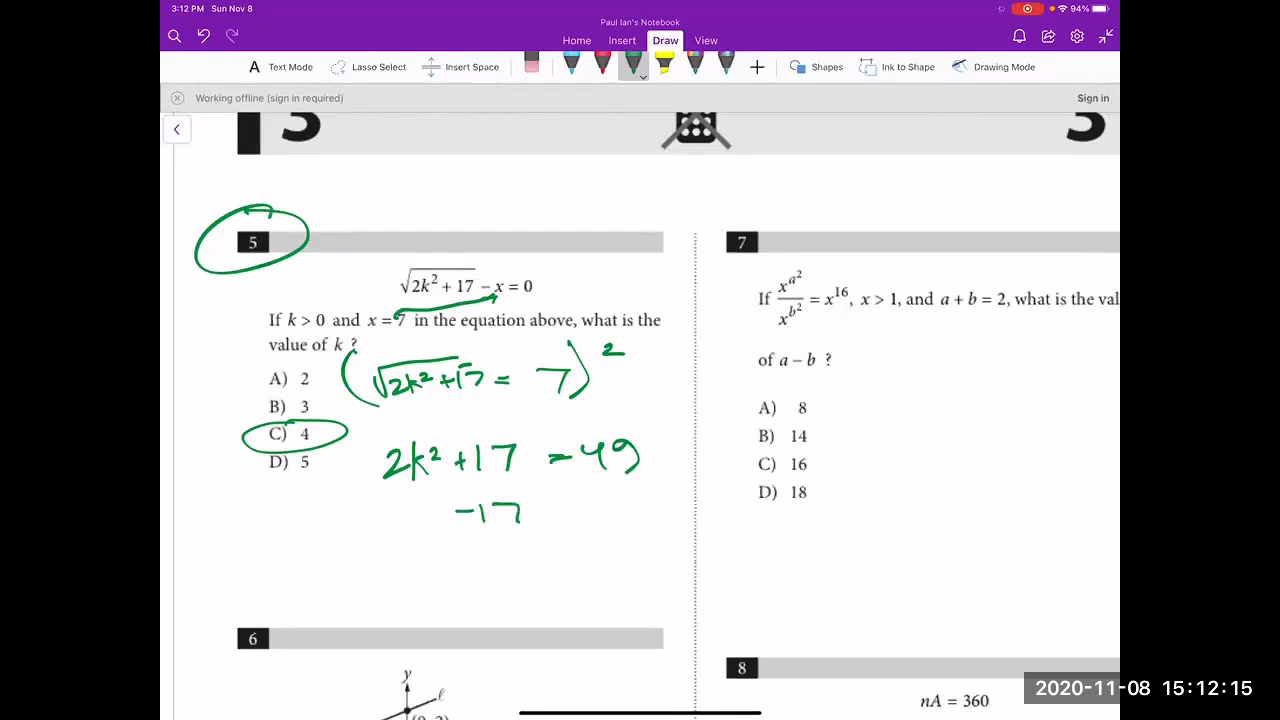 3:12 PM Sun Nov 8
94%
Paul Ian's Notebook
Home Insert Draw View
A Text Mode Lasso Select Insert Space + Shapes Ink to Shape Drawing Mode
Working offline (sign in required) Sign in
3 3
5
√2k² + 17 − x = 0
If k > 0 and x = 7 in the equation above, what is the
value of k ?
A) 2
B) 3
C) 4
D) 5
(√2k² + 17 = 7)²
2k² + 17 = 49
-17
6
y
ℓ
7
If x^a² / x^b² = x¹⁶, x > 1, and a + b = 2, what is the val
of a − b ?
A) 8
B) 14
C) 16
D) 18
8
nA = 360
2020-11-08 15:12:15